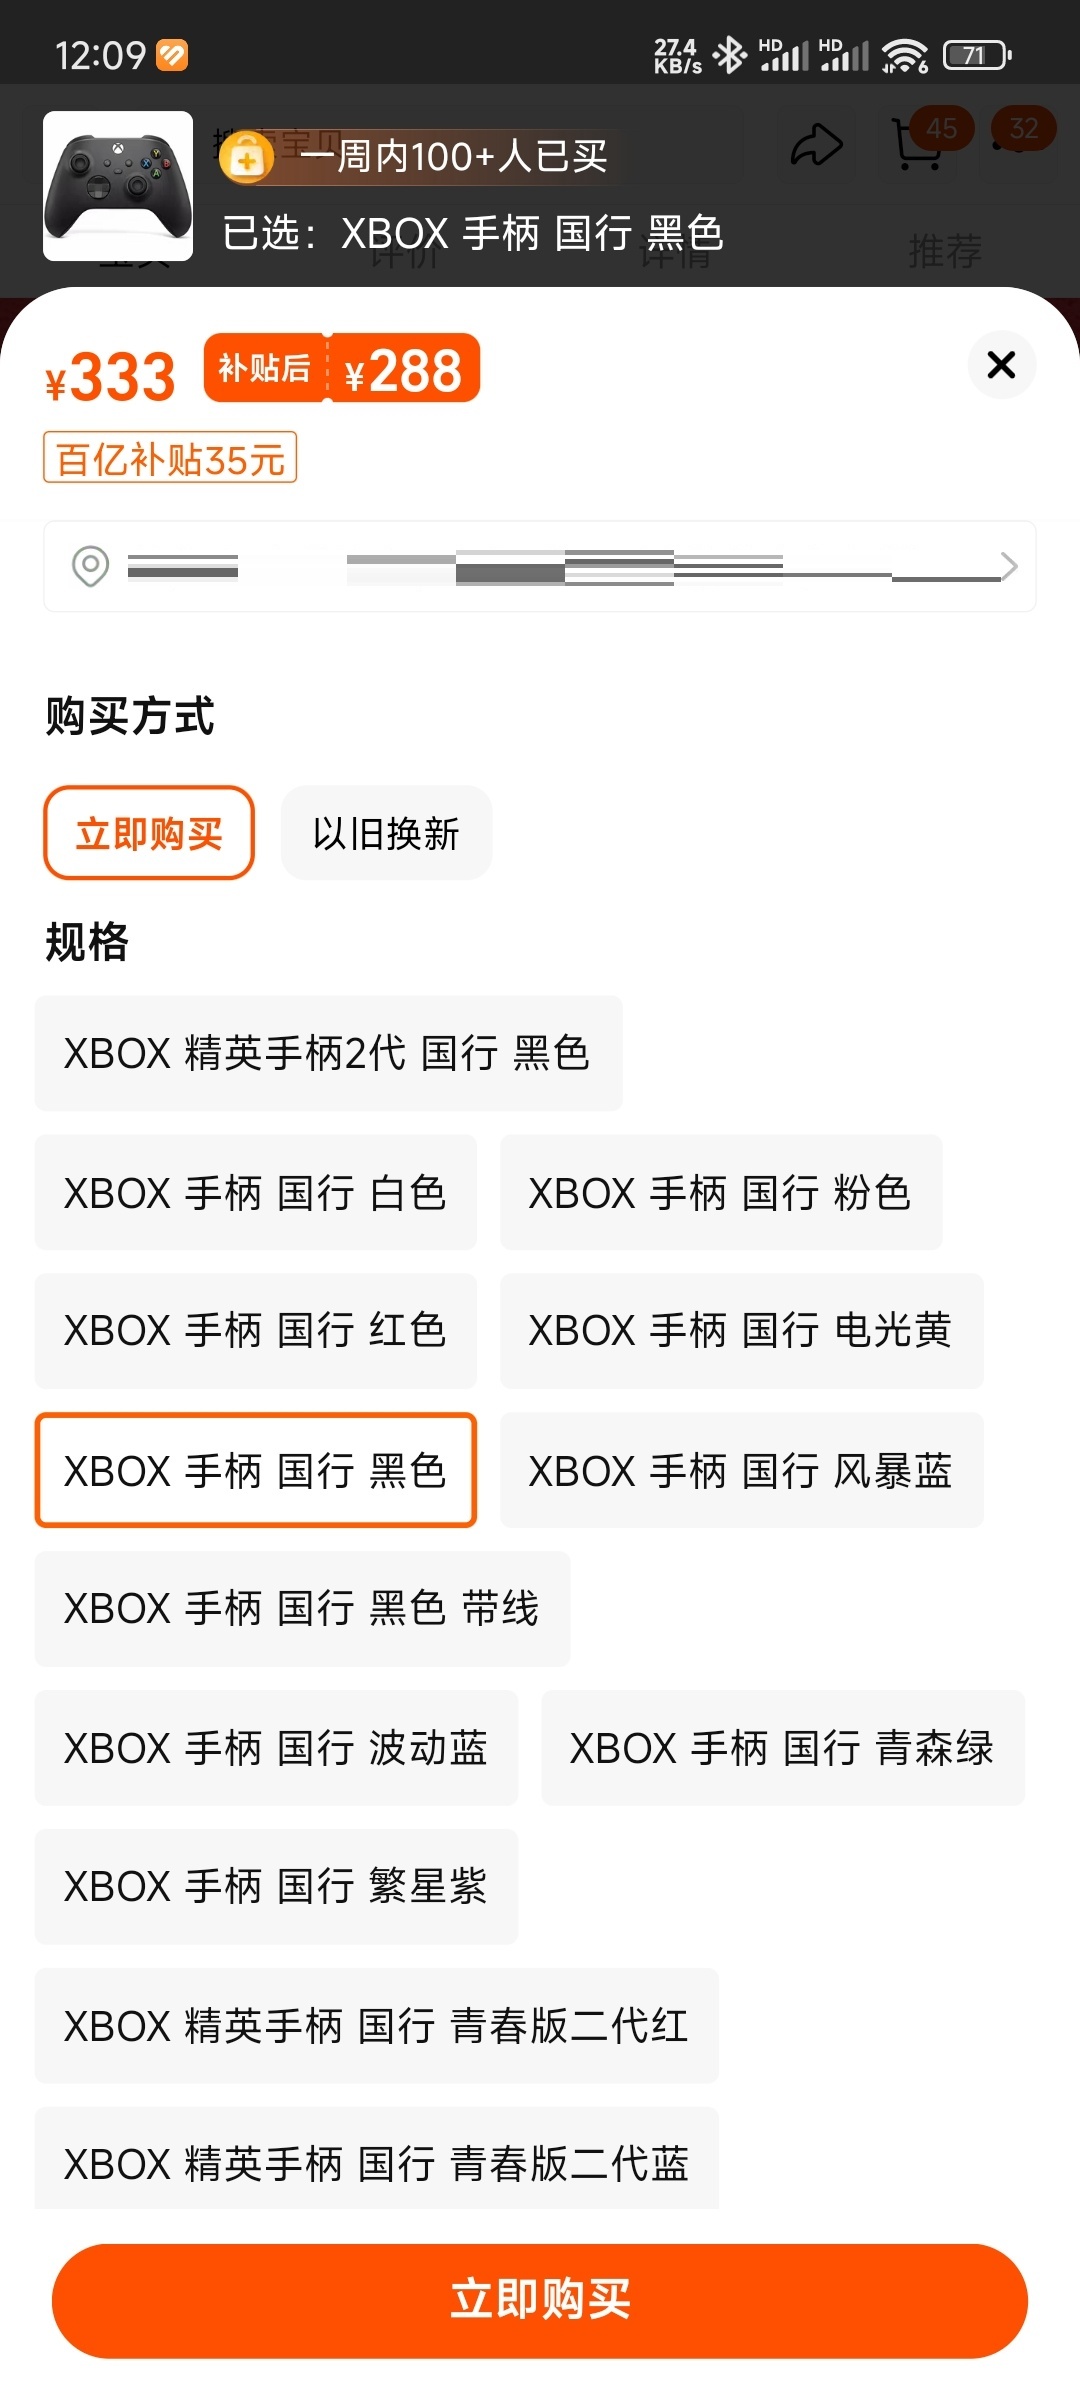 12:09
27.4 KB/s HD HD 6 71
一周内100+人已买
45 32
已选：XBOX 手柄 国行 黑色
评价 详情 推荐
¥333 补贴后 ¥288
百亿补贴35元
购买方式
立即购买 以旧换新
规格
XBOX 精英手柄2代 国行 黑色
XBOX 手柄 国行 白色 XBOX 手柄 国行 粉色
XBOX 手柄 国行 红色 XBOX 手柄 国行 电光黄
XBOX 手柄 国行 黑色 XBOX 手柄 国行 风暴蓝
XBOX 手柄 国行 黑色 带线
XBOX 手柄 国行 波动蓝 XBOX 手柄 国行 青森绿
XBOX 手柄 国行 繁星紫
XBOX 精英手柄 国行 青春版二代红
XBOX 精英手柄 国行 青春版二代蓝
立即购买